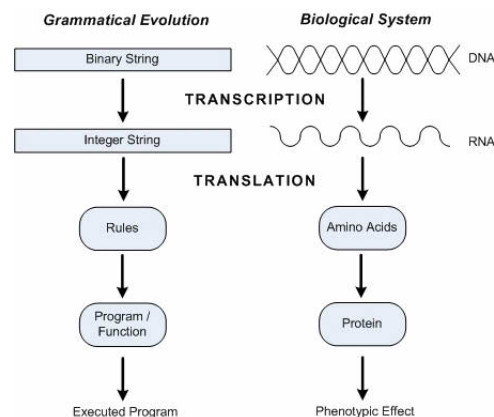 Grammatical Evolution
Biological System
Binary String
DNA
TRANSCRIPTION
Integer String
RNA
TRANSLATION
Rules
Amino Acids
Program /
Function
Protein
Executed Program
Phenotypic Effect